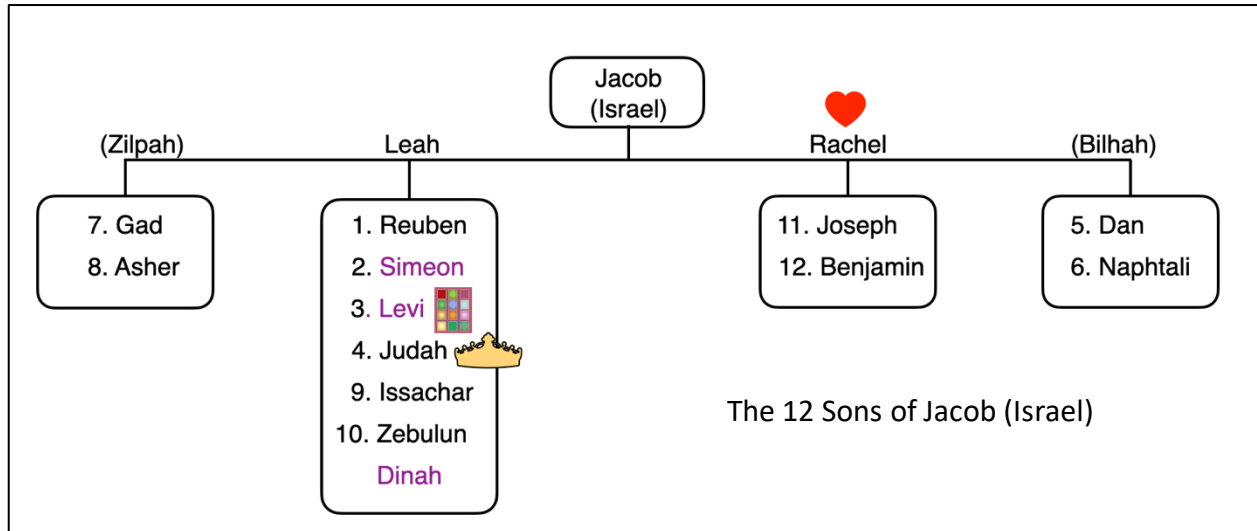 Jacob
(Israel)
(Zilpah)
Leah
Rachel
(Bilhah)
7. Gad
8. Asher
1. Reuben
2. Simeon
3. Levi
4. Judah
9. Issachar
10. Zebulun
Dinah
11. Joseph
12. Benjamin
5. Dan
6. Naphtali
The 12 Sons of Jacob (Israel)